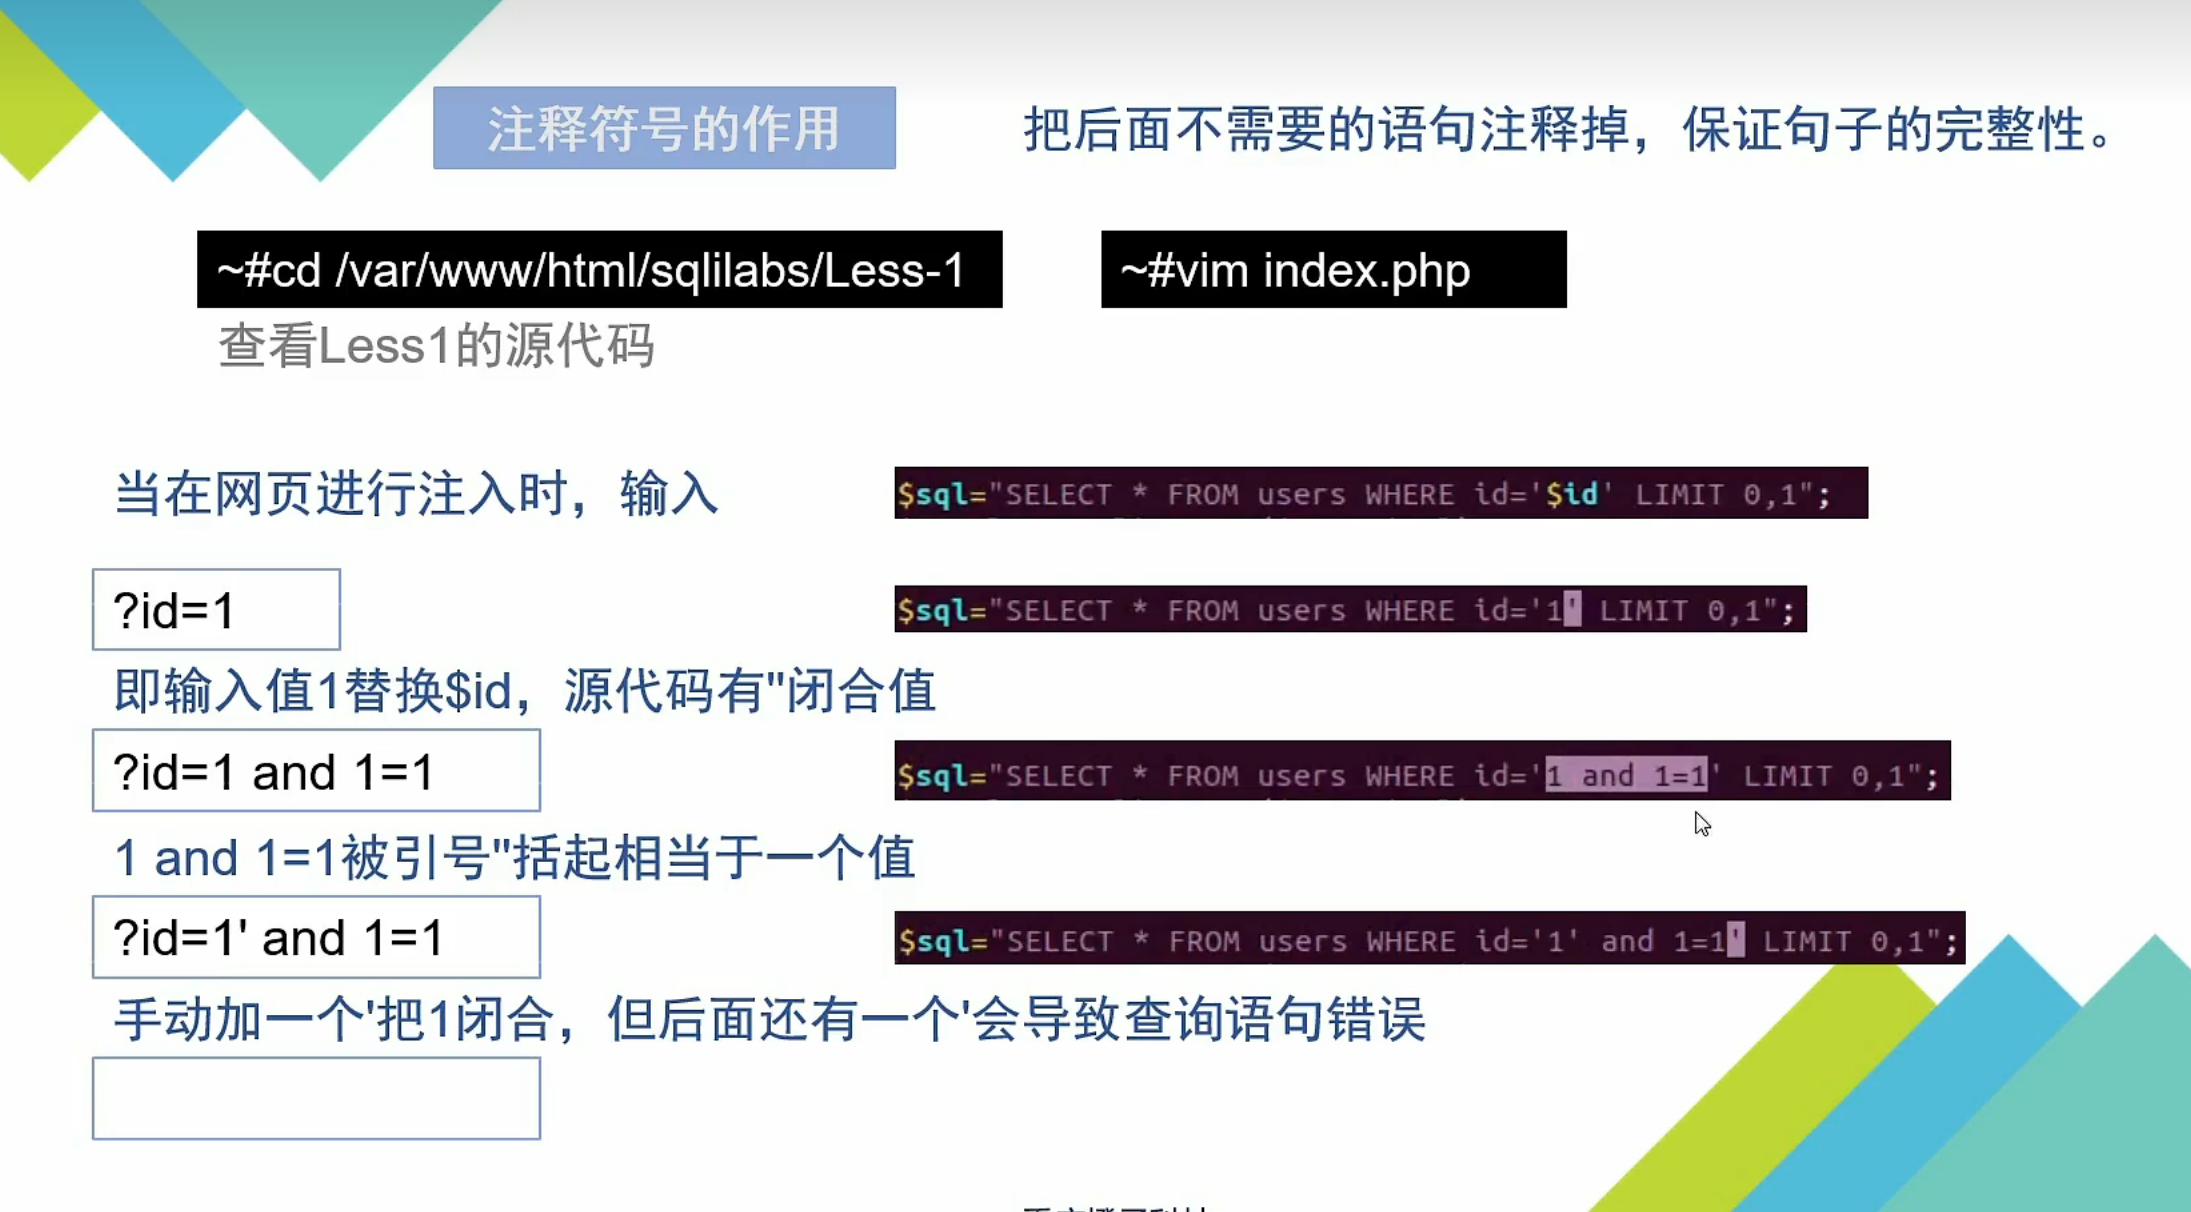 注释符号的作用
把后面不需要的语句注释掉，保证句子的完整性。
~#cd /var/www/html/sqlilabs/Less-1
~#vim index.php
查看Less1的源代码
当在网页进行注入时，输入
$sql="SELECT * FROM users WHERE id='$id' LIMIT 0,1";
?id=1
$sql="SELECT * FROM users WHERE id='1' LIMIT 0,1";
即输入值1替换$id，源代码有''闭合值
?id=1 and 1=1
$sql="SELECT * FROM users WHERE id='1 and 1=1' LIMIT 0,1";
1 and 1=1被引号''括起相当于一个值
?id=1' and 1=1
$sql="SELECT * FROM users WHERE id='1' and 1=1' LIMIT 0,1";
手动加一个'把1闭合，但后面还有一个'会导致查询语句错误